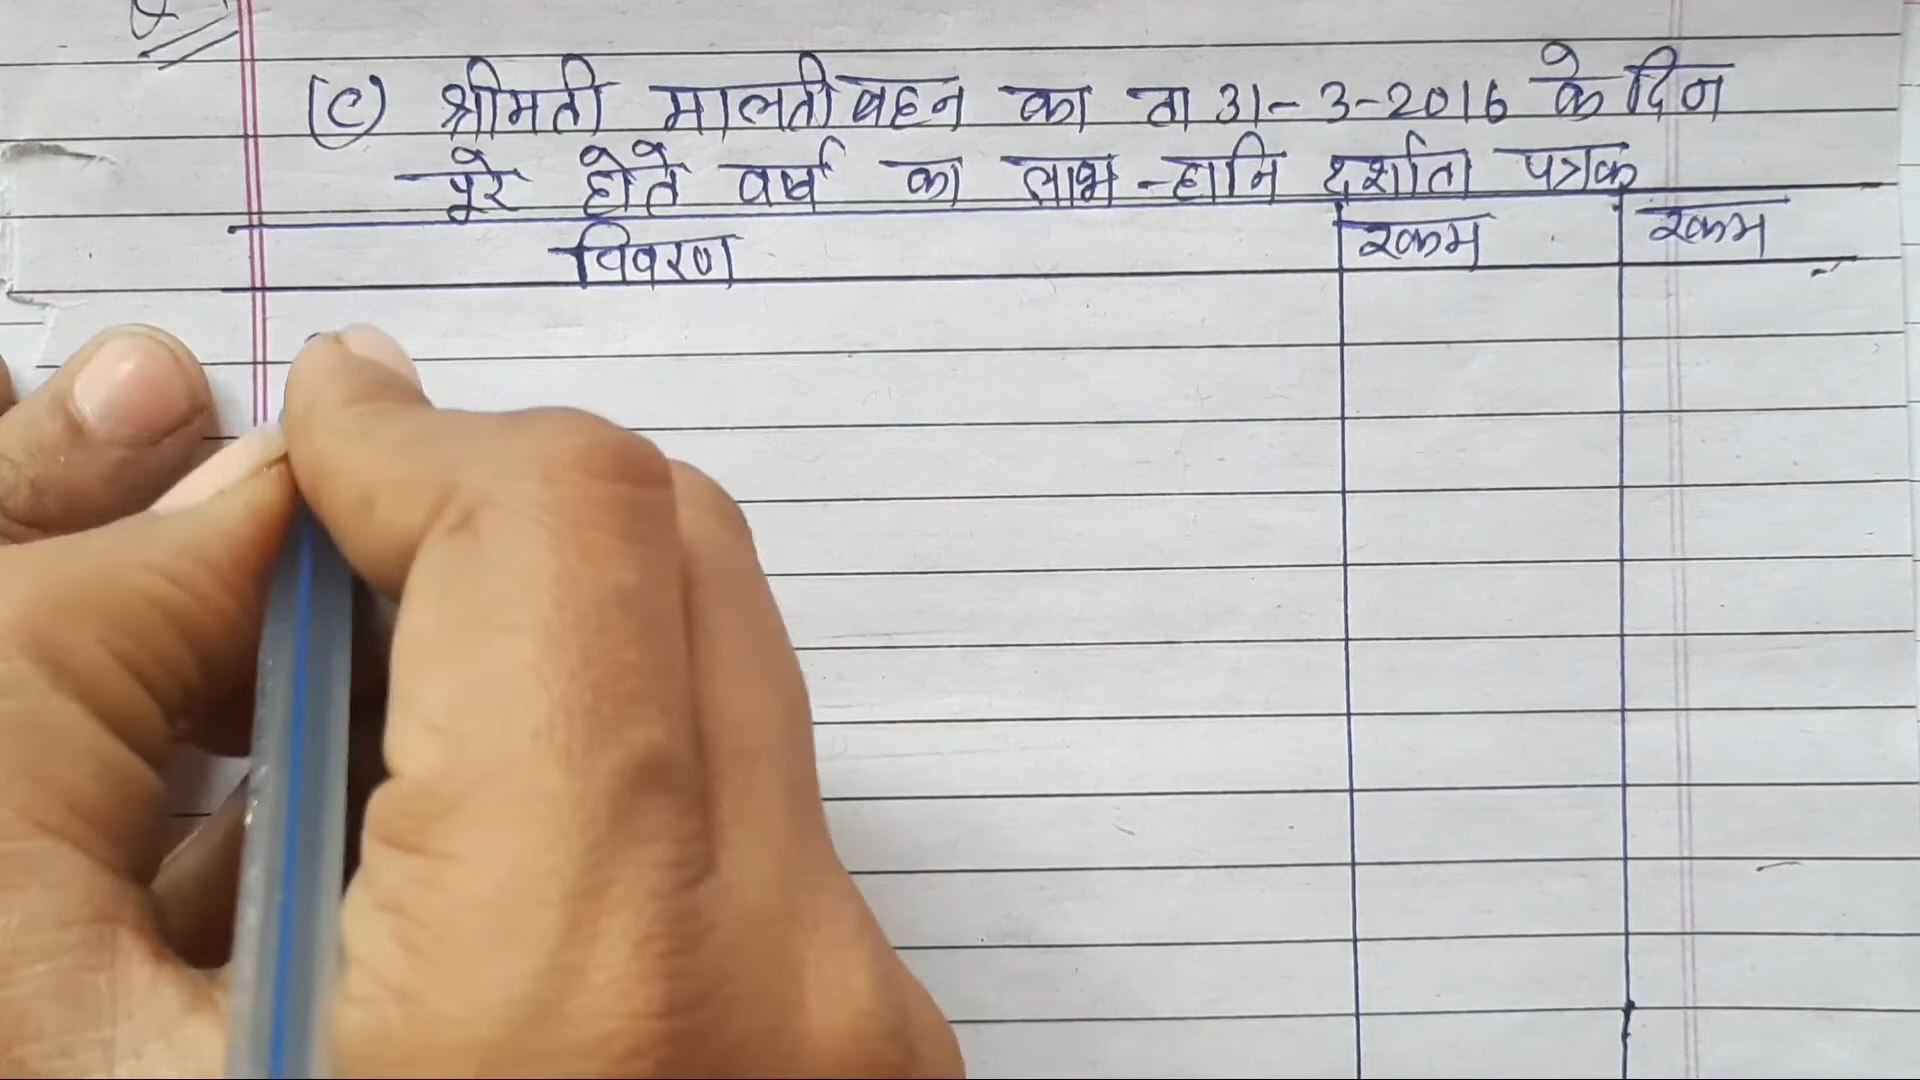 (C) श्रीमती मालतीबहन का ता 31-3-2016 के दिन
पूरे होते वर्ष का लाभ-हानि दर्शाता पत्रक
विवरण रकम रकम